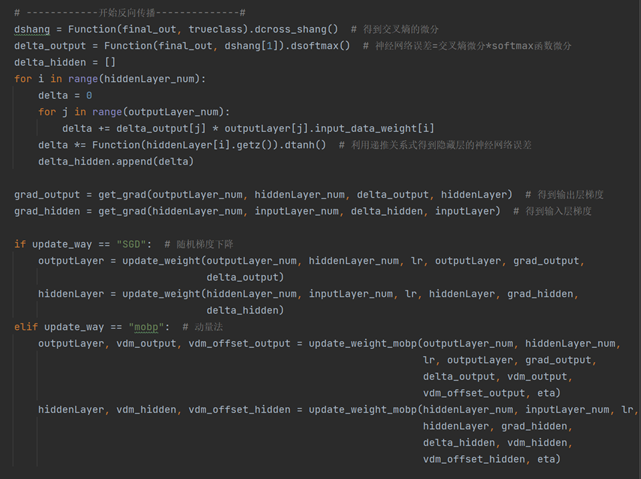 # ------------开始反向传播--------------#
dshang = Function(final_out, trueclass).dcross_shang()  # 得到交叉熵的微分
delta_output = Function(final_out, dshang[1]).dsoftmax()  # 神经网络误差=交叉熵微分*softmax函数微分
delta_hidden = []
for i in range(hiddenLayer_num):
    delta = 0
    for j in range(outputLayer_num):
        delta += delta_output[j] * outputLayer[j].input_data_weight[i]
    delta *= Function(hiddenLayer[i].getz()).dtanh()  # 利用递推关系式得到隐藏层的神经网络误差
    delta_hidden.append(delta)
grad_output = get_grad(outputLayer_num, hiddenLayer_num, delta_output, hiddenLayer)  # 得到输出层梯度
grad_hidden = get_grad(hiddenLayer_num, inputLayer_num, delta_hidden, inputLayer)  # 得到输入层梯度
if update_way == "SGD":  # 随机梯度下降
    outputLayer = update_weight(outputLayer_num, hiddenLayer_num, lr, outputLayer, grad_output,
                                delta_output)
    hiddenLayer = update_weight(hiddenLayer_num, inputLayer_num, lr, hiddenLayer, grad_hidden,
                                delta_hidden)
elif update_way == "mobp":  # 动量法
    outputLayer, vdm_output, vdm_offset_output = update_weight_mobp(outputLayer_num, hiddenLayer_num,
                                                                    lr, outputLayer, grad_output,
                                                                    delta_output, vdm_output,
                                                                    vdm_offset_output, eta)
    hiddenLayer, vdm_hidden, vdm_offset_hidden = update_weight_mobp(hiddenLayer_num, inputLayer_num, lr,
                                                                    hiddenLayer, grad_hidden,
                                                                    delta_hidden, vdm_hidden,
                                                                    vdm_offset_hidden, eta)